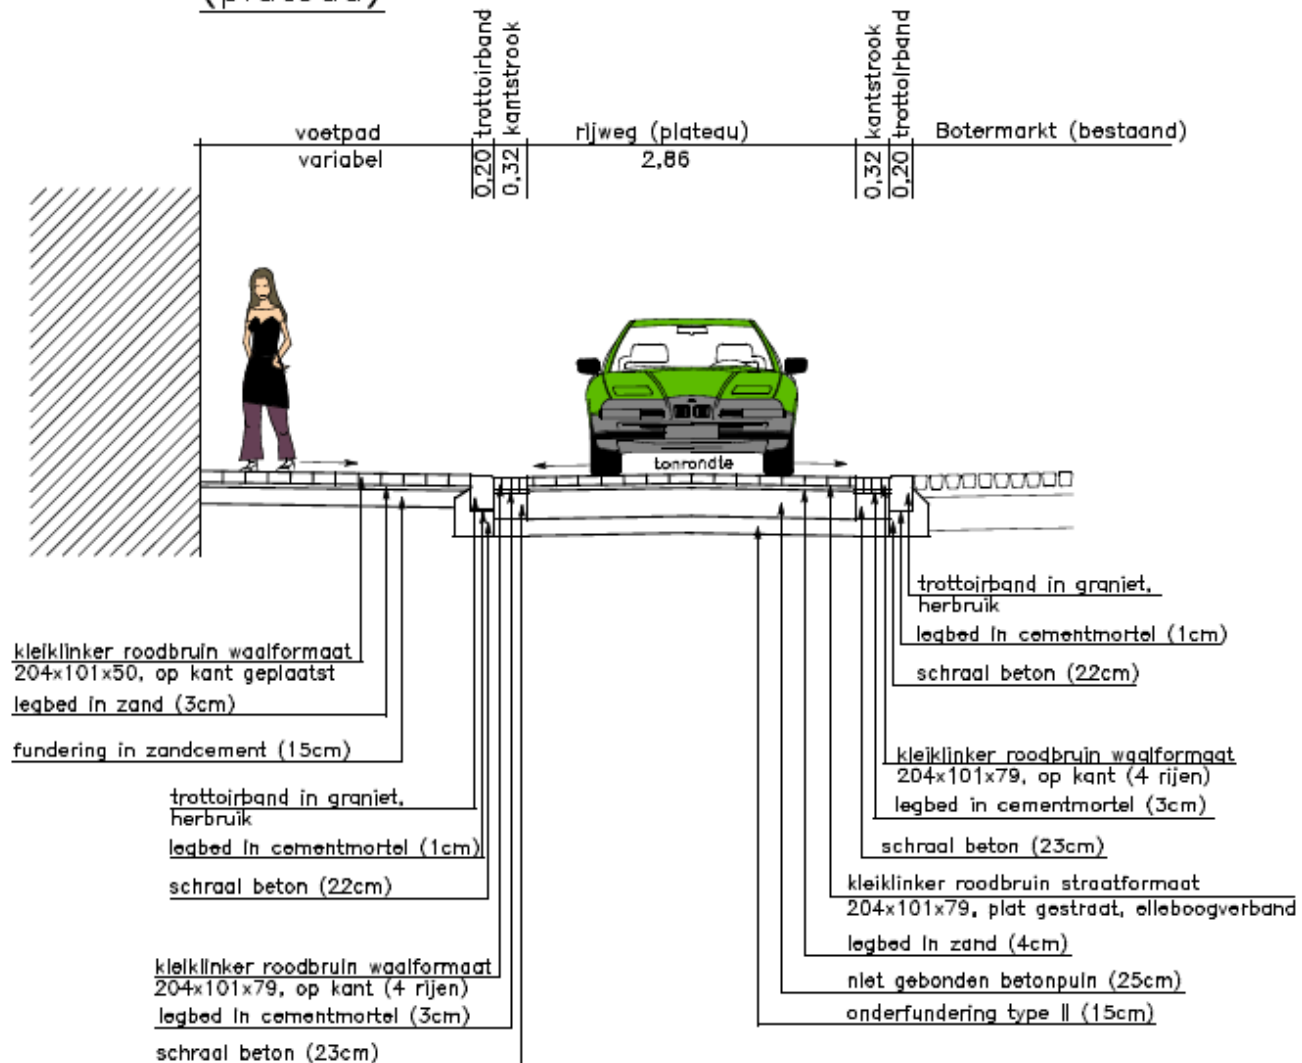 (plateau)
trottoirband
kantstrook
kantstrook
trottoirband
voetpad
rijweg (plateau)
Botermarkt (bestaand)
variabel
0,20
0,32
2,86
0,32
0,20
tonrondte
trottoirband in graniet,
herbruik
legbed in cementmortel (1cm)
schraal beton (22cm)
kleiklinker roodbruin waalformaat
204x101x50, op kant geplaatst
legbed in zand (3cm)
fundering in zandcement (15cm)
kleiklinker roodbruin waalformaat
204x101x79, op kant (4 rijen)
legbed in cementmortel (3cm)
schraal beton (23cm)
trottoirband in graniet,
herbruik
legbed in cementmortel (1cm)
schraal beton (22cm)
kleiklinker roodbruin straatformaat
204x101x79, plat gestraat, elleboogverband
legbed in zand (4cm)
niet gebonden betonpuin (25cm)
onderfundering type II (15cm)
kleiklinker roodbruin waalformaat
204x101x79, op kant (4 rijen)
legbed in cementmortel (3cm)
schraal beton (23cm)